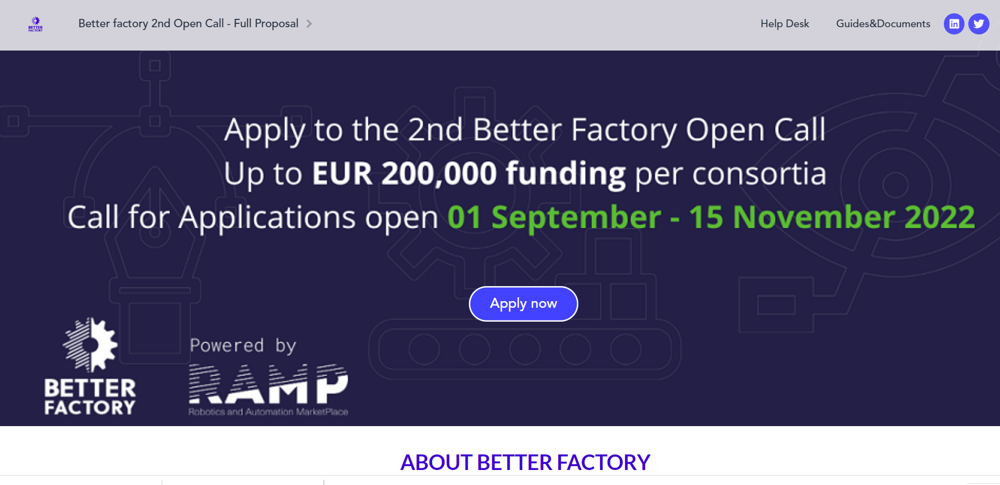 BETTER
FACTORY
Better factory 2nd Open Call - Full Proposal
Help Desk
Guides&Documents
Apply to the 2nd Better Factory Open Call
Up to EUR 200,000 funding per consortia
Call for Applications open 01 September - 15 November 2022
Apply now
BETTER
FACTORY
Powered by
RAMP
Robotics and Automation MarketPlace
ABOUT BETTER FACTORY